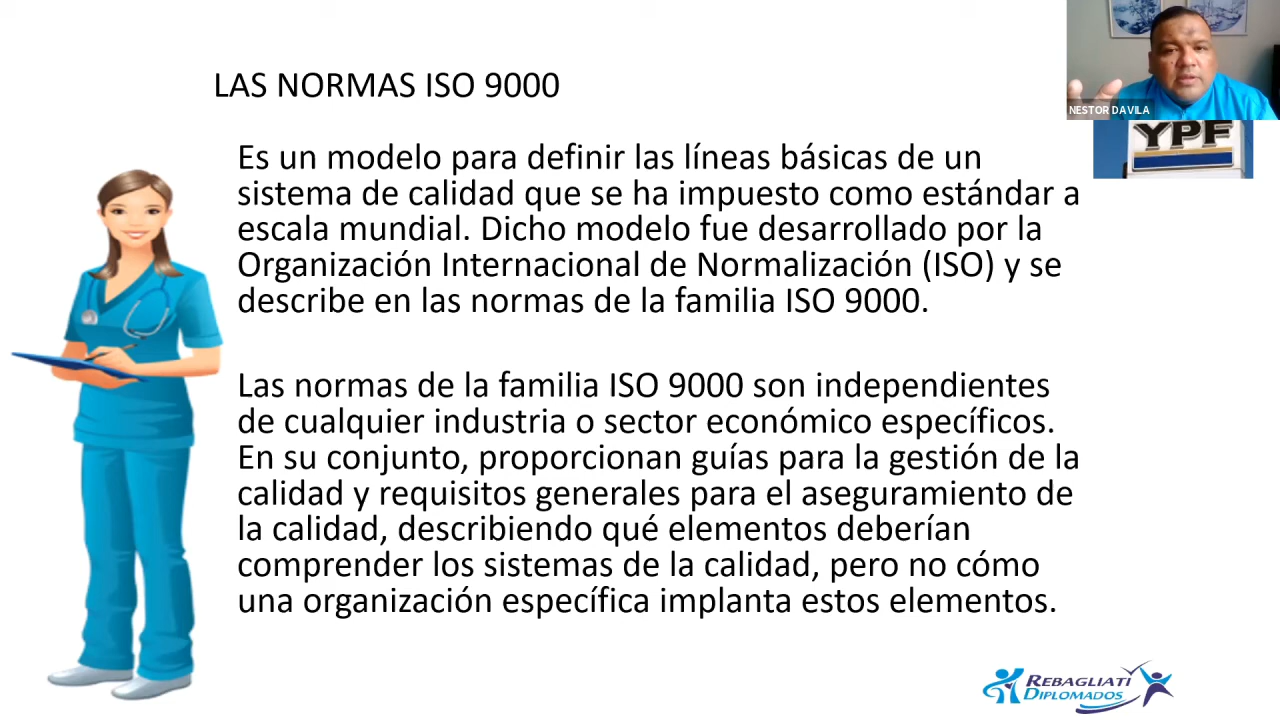 LAS NORMAS ISO 9000
NESTOR DAVILA
YPF
Es un modelo para definir las líneas básicas de un
sistema de calidad que se ha impuesto como estándar a
escala mundial. Dicho modelo fue desarrollado por la
Organización Internacional de Normalización (ISO) y se
describe en las normas de la familia ISO 9000.
Las normas de la familia ISO 9000 son independientes
de cualquier industria o sector económico específicos.
En su conjunto, proporcionan guías para la gestión de la
calidad y requisitos generales para el aseguramiento de
la calidad, describiendo qué elementos deberían
comprender los sistemas de la calidad, pero no cómo
una organización específica implanta estos elementos.
REBAGLIATI
DIPLOMADOS